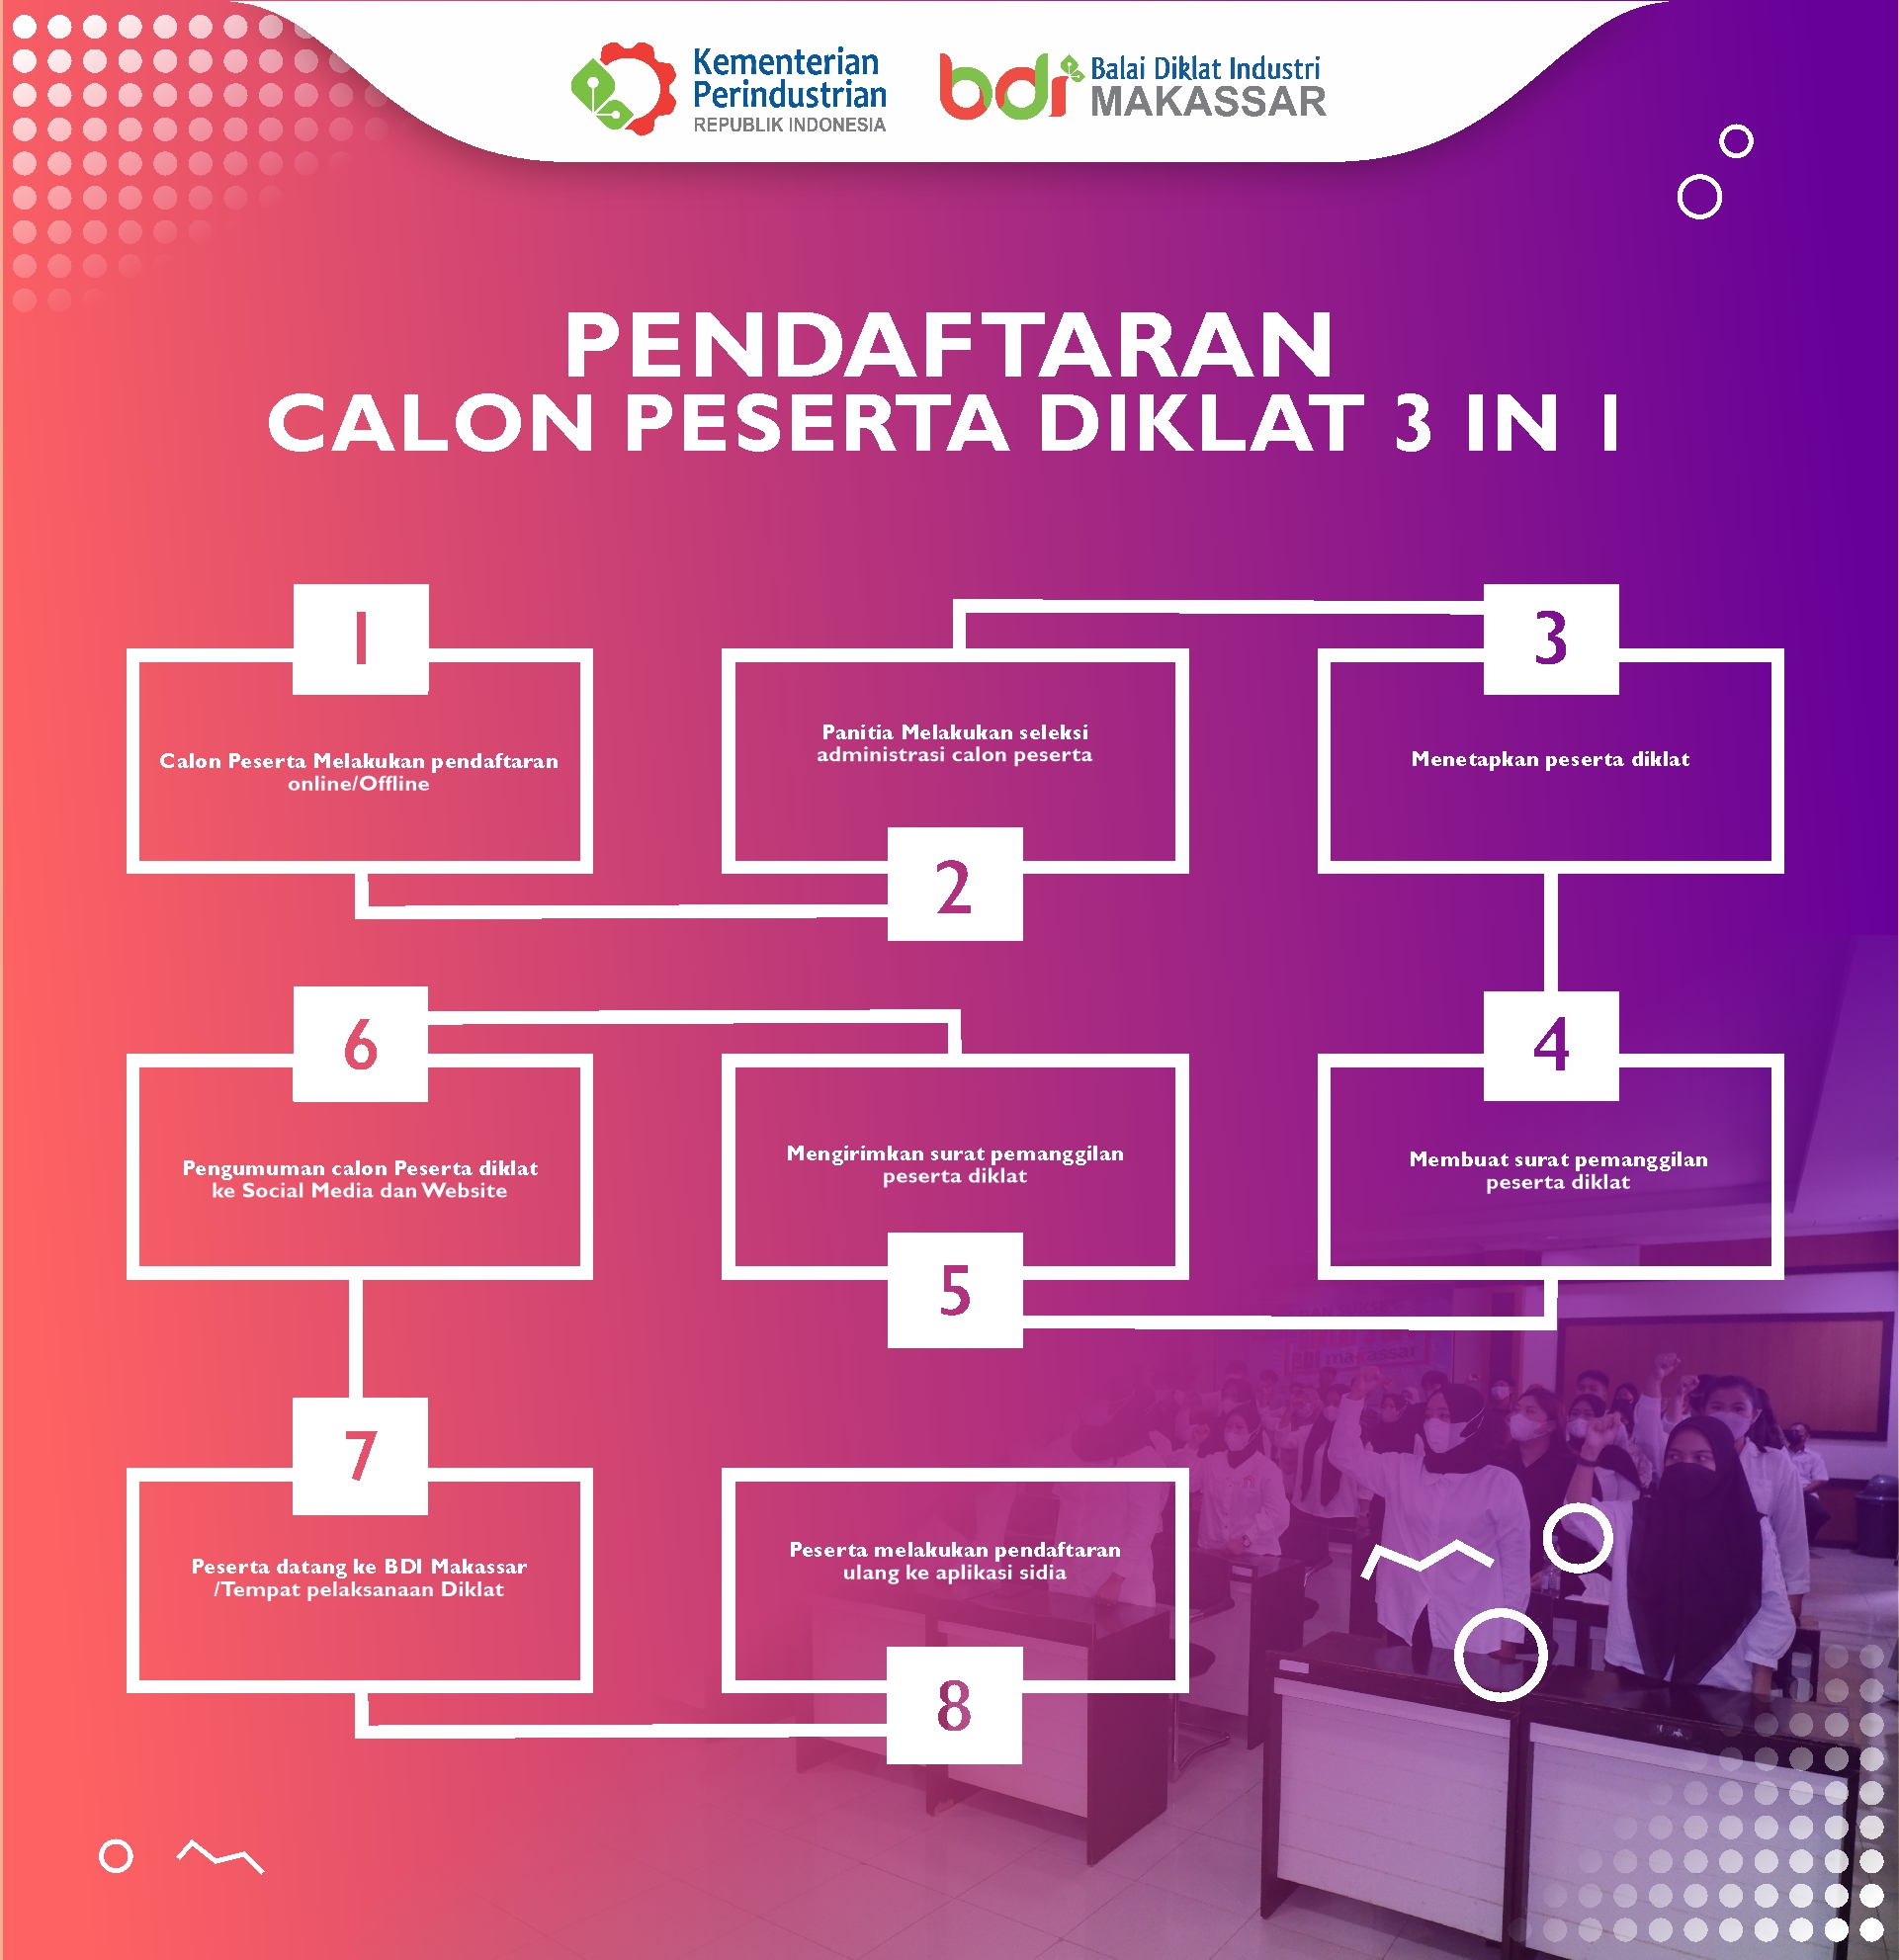 Kementerian
Perindustrian
REPUBLIK INDONESIA
bdi
Balai Diklat Industri
MAKASSAR
PENDAFTARAN
CALON PESERTA DIKLAT 3 IN 1
1
Calon Peserta Melakukan pendaftaran
online/Offline
Panitia Melakukan seleksi
administrasi calon peserta
2
3
Menetapkan peserta diklat
4
Membuat surat pemanggilan
peserta diklat
Mengirimkan surat pemanggilan
peserta diklat
5
6
Pengumuman calon Peserta diklat
ke Social Media dan Website
7
Peserta datang ke BDI Makassar
/Tempat pelaksanaan Diklat
Peserta melakukan pendaftaran
ulang ke aplikasi sidia
8
BDI makassar